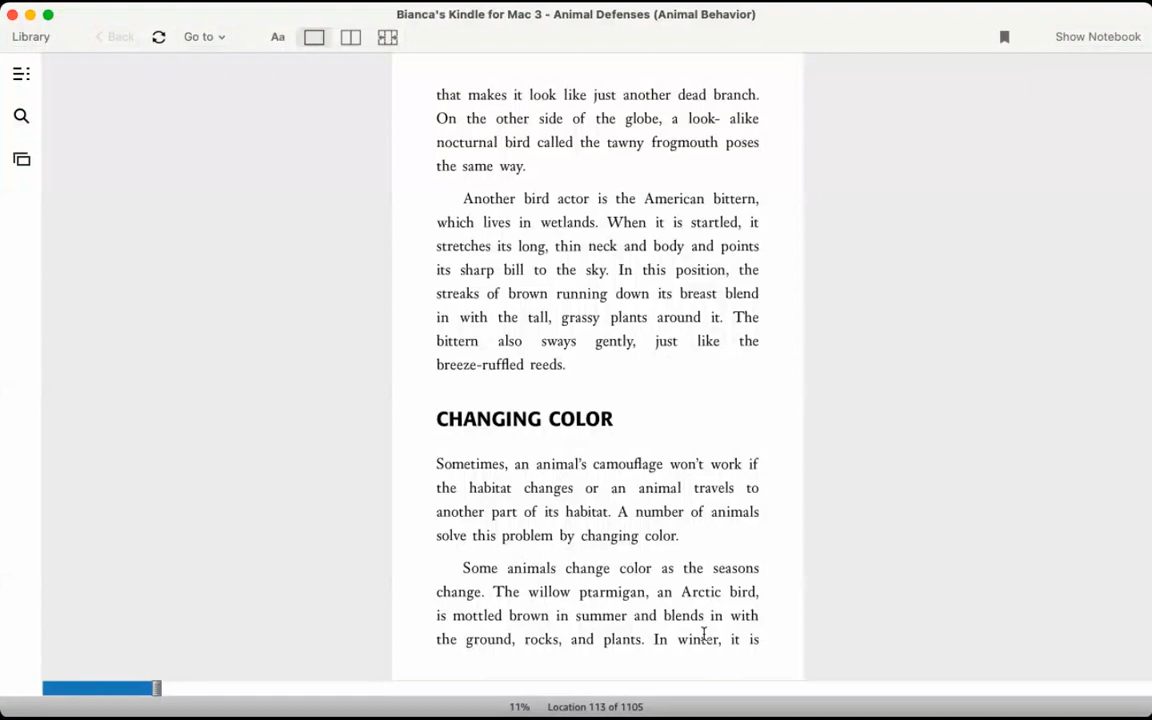 Bianca's Kindle for Mac 3 - Animal Defenses (Animal Behavior)
Library
Back
Go to
Aa
Show Notebook
that makes it look like just another dead branch.
On the other side of the globe, a look- alike
nocturnal bird called the tawny frogmouth poses
the same way.
Another bird actor is the American bittern,
which lives in wetlands. When it is startled, it
stretches its long, thin neck and body and points
its sharp bill to the sky. In this position, the
streaks of brown running down its breast blend
in with the tall, grassy plants around it. The
bittern also sways gently, just like the
breeze-ruffled reeds.
CHANGING COLOR
Sometimes, an animal's camouflage won't work if
the habitat changes or an animal travels to
another part of its habitat. A number of animals
solve this problem by changing color.
Some animals change color as the seasons
change. The willow ptarmigan, an Arctic bird,
is mottled brown in summer and blends in with
the ground, rocks, and plants. In winter, it is
11% Location 113 of 1105